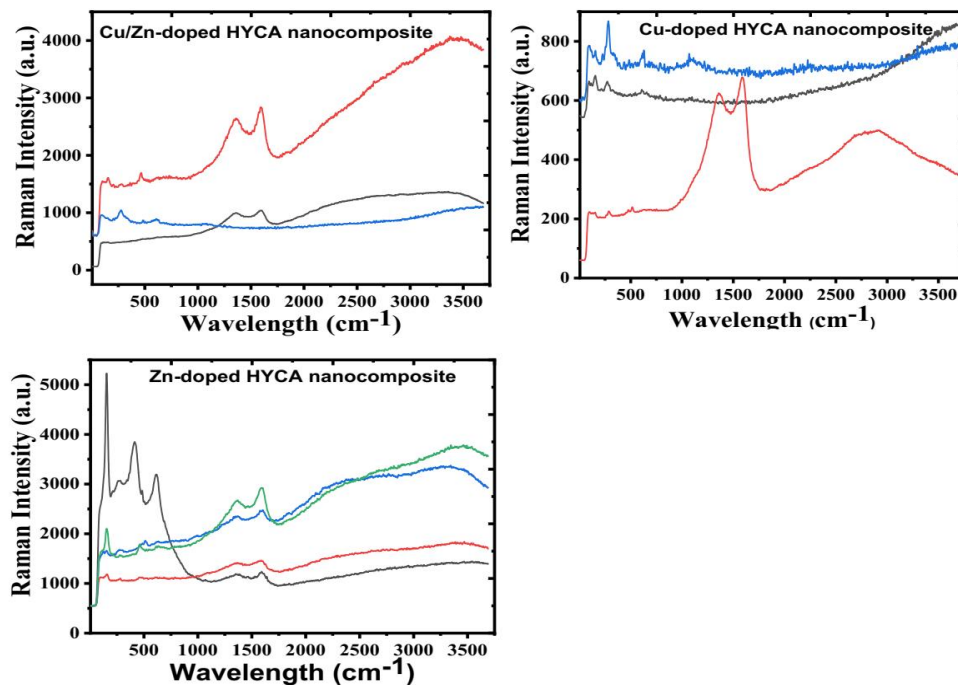 Cu/Zn-doped HYCA nanocomposite
Raman Intensity (a.u.)
4000
3000
2000
1000
0
500 1000 1500 2000 2500 3000 3500
Wavelength (cm-1)
Cu-doped HYCA nanocomposite
Raman Intensity (a.u.)
800
600
400
200
0
500 1000 1500 2000 2500 3000 3500
Wavelength (cm-1)
Zn-doped HYCA nanocomposite
Raman Intensity (a.u.)
5000
4000
3000
2000
1000
0
500 1000 1500 2000 2500 3000 3500
Wavelength (cm-1)